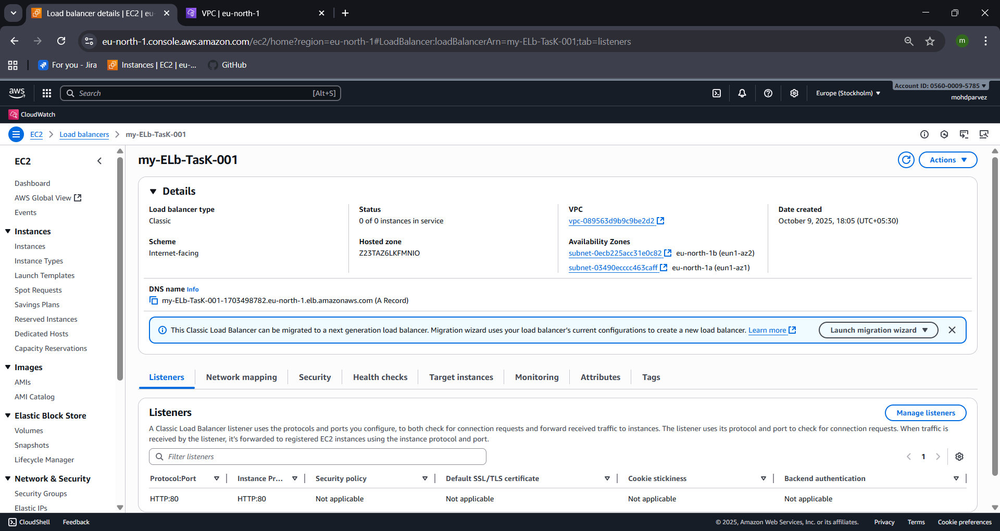 Load balancer details | EC2 | eu-
VPC | eu-north-1
eu-north-1.console.aws.amazon.com/ec2/home?region=eu-north-1#LoadBalancer:loadBalancerArn=my-ELb-TasK-001;tab=listeners
m
For you - Jira
Instances | EC2 | eu-...
GitHub
aws
Search
[Alt+S]
Europe (Stockholm)
Account ID: 0560-0009-5785
mohdparvez
CloudWatch
EC2
Load balancers
my-ELb-TasK-001
EC2
Dashboard
AWS Global View
Events
Instances
Instances
Instance Types
Launch Templates
Spot Requests
Savings Plans
Reserved Instances
Dedicated Hosts
Capacity Reservations
Images
AMIs
AMI Catalog
Elastic Block Store
Volumes
Snapshots
Lifecycle Manager
Network & Security
Security Groups
Elastic IPs
my-ELb-TasK-001
Actions
Details
Load balancer type
Classic
Scheme
Internet-facing
Status
0 of 0 instances in service
Hosted zone
Z23TAZ6LKFMNIO
VPC
vpc-089563d9b9c9be2d2
Availability Zones
subnet-0ecb225acc31e0c82 eu-north-1b (eun1-az2)
subnet-03490ecccc463caff eu-north-1a (eun1-az1)
Date created
October 9, 2025, 18:05 (UTC+05:30)
DNS name Info
my-ELb-TasK-001-1703498782.eu-north-1.elb.amazonaws.com (A Record)
This Classic Load Balancer can be migrated to a next generation load balancer. Migration wizard uses your load balancer's current configurations to create a new load balancer. Learn more
Launch migration wizard
Listeners
Network mapping
Security
Health checks
Target instances
Monitoring
Attributes
Tags
Listeners
Manage listeners
A Classic Load Balancer listener uses the protocols and ports you configure, to both check for connection requests and forward received traffic to instances. The listener uses its protocol and port to check for connection requests. When traffic is
received by the listener, it's forwarded to registered EC2 instances using the instance protocol and port.
Filter listeners
1
Protocol:Port
Instance Pr...
Security policy
Default SSL/TLS certificate
Cookie stickiness
Backend authentication
HTTP:80
HTTP:80
Not applicable
Not applicable
Not applicable
Not applicable
CloudShell
Feedback
© 2025, Amazon Web Services, Inc. or its affiliates.
Privacy
Terms
Cookie preferences